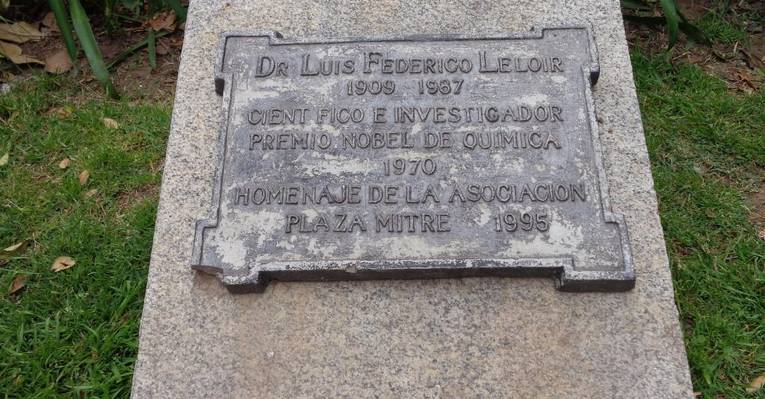 DR LUIS FEDERICO LELOIR
1909 1987
CIENT FICO E INVESTIGADOR
PREMIO NOBEL DE QUIMICA
1970
HOMENAJE DE LA ASOCIACION
PLAZA MITRE 1995